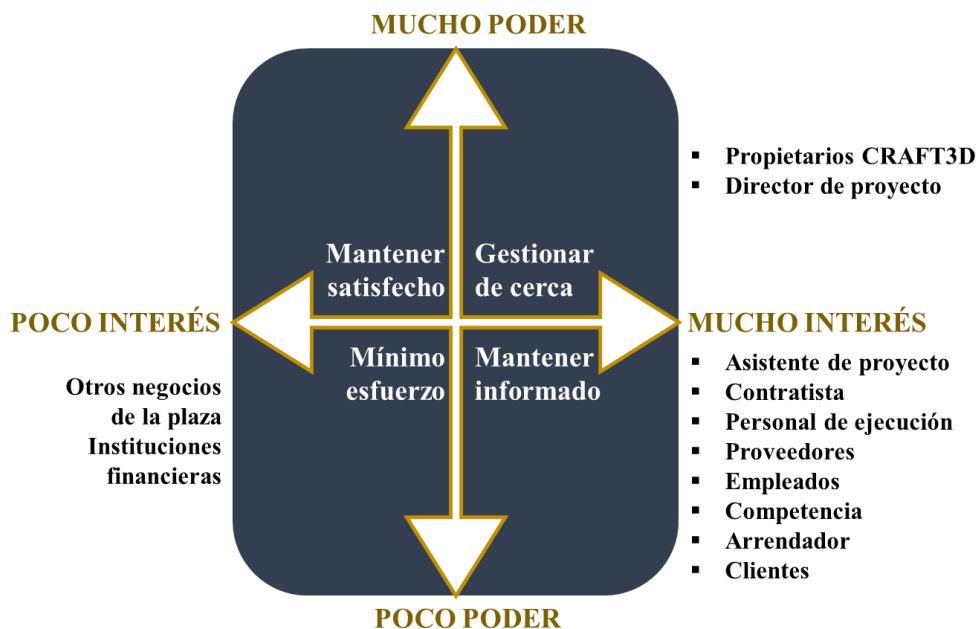 MUCHO PODER
▪ Propietarios CRAFT3D
▪ Director de proyecto
Mantener
satisfecho
Gestionar
de cerca
POCO INTERÉS
MUCHO INTERÉS
Mínimo
esfuerzo
Mantener
informado
Otros negocios
de la plaza
Instituciones
financieras
▪ Asistente de proyecto
▪ Contratista
▪ Personal de ejecución
▪ Proveedores
▪ Empleados
▪ Competencia
▪ Arrendador
▪ Clientes
POCO PODER